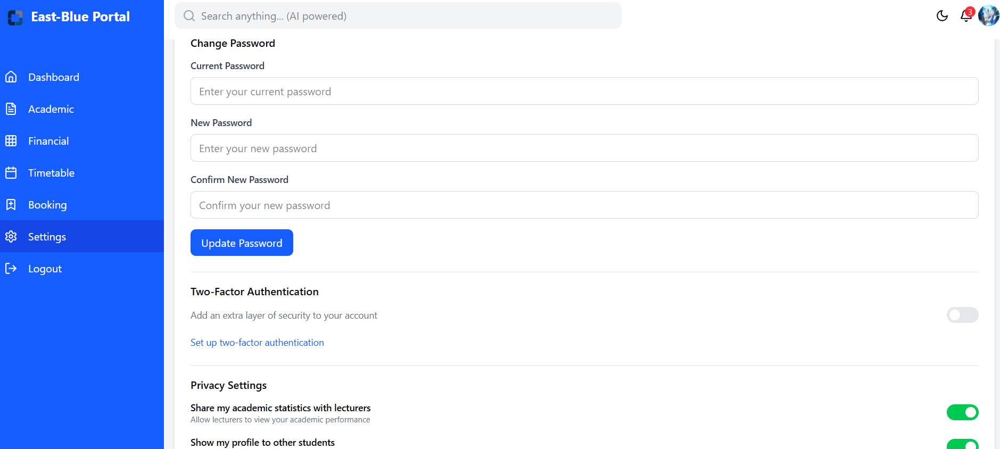 East-Blue Portal
Search anything... (AI powered)
3
Dashboard
Academic
Financial
Timetable
Booking
Settings
Logout
Change Password
Current Password
Enter your current password
New Password
Enter your new password
Confirm New Password
Confirm your new password
Update Password
Two-Factor Authentication
Add an extra layer of security to your account
Set up two-factor authentication
Privacy Settings
Share my academic statistics with lecturers
Allow lecturers to view your academic performance
Show my profile to other students